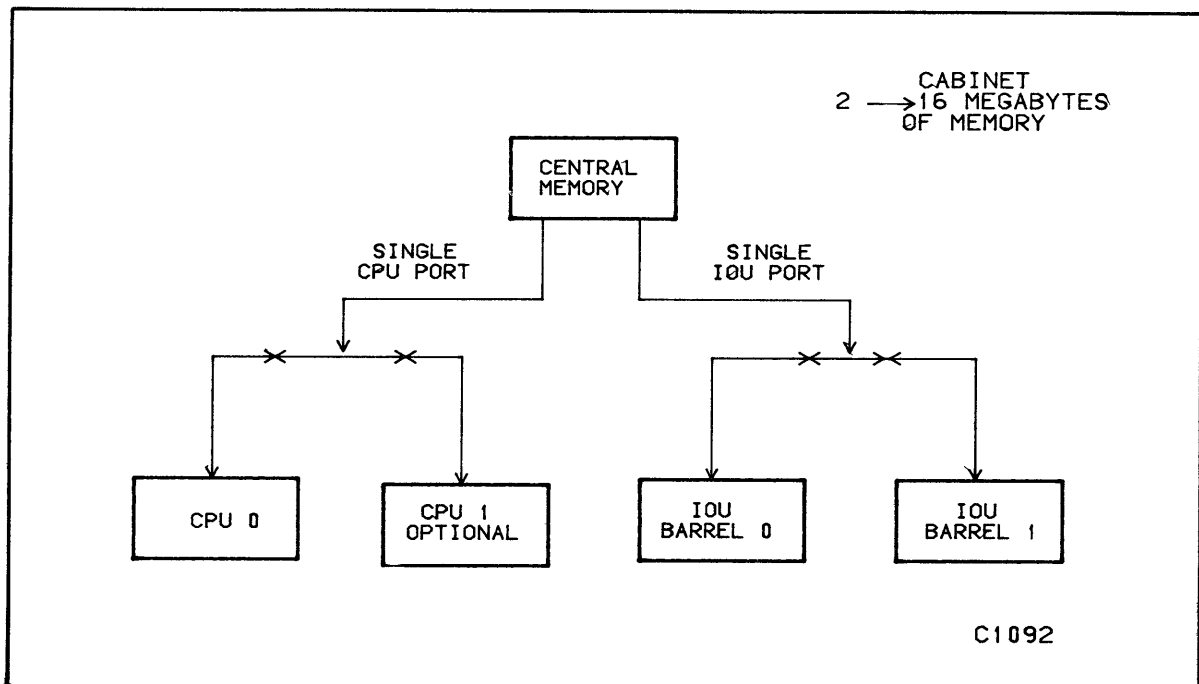 CABINET
2 → 16 MEGABYTES
OF MEMORY
CENTRAL
MEMORY
SINGLE
CPU PORT
SINGLE
IOU PORT
CPU 0
CPU 1
OPTIONAL
IOU
BARREL 0
IOU
BARREL 1
C1092